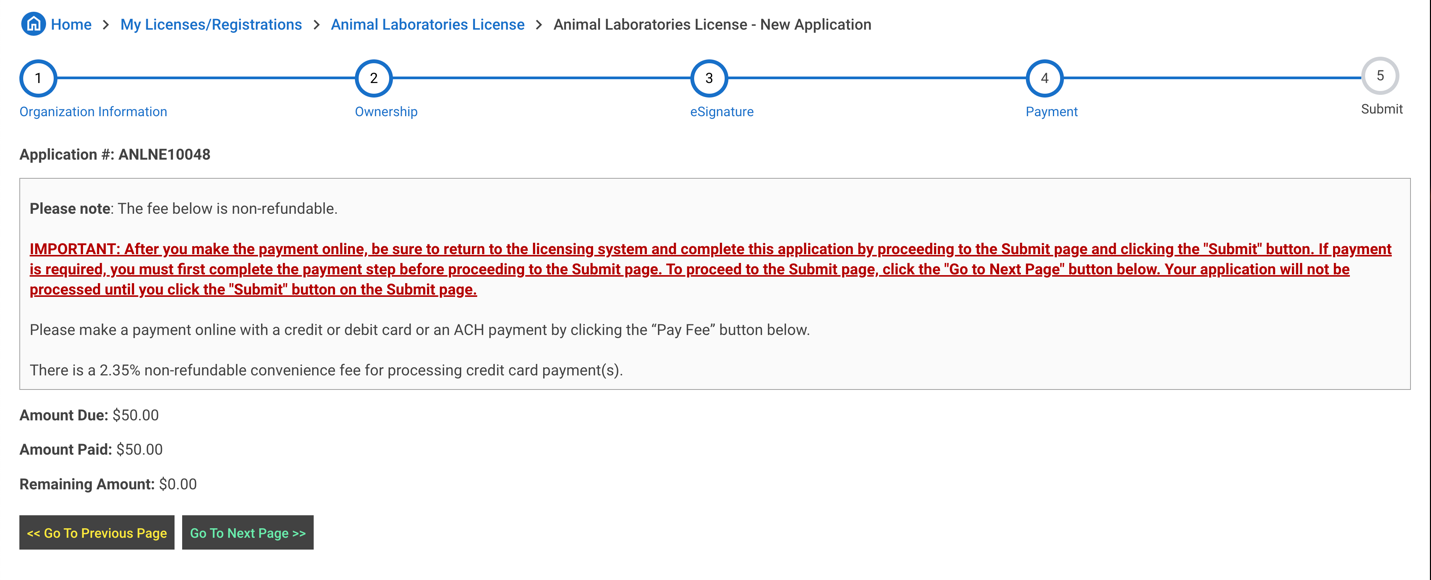 Home > My Licenses/Registrations > Animal Laboratories License > Animal Laboratories License - New Application
1 2 3 4 5
Organization Information Ownership eSignature Payment Submit
Application #: ANLNE10048
Please note: The fee below is non-refundable.
IMPORTANT: After you make the payment online, be sure to return to the licensing system and complete this application by proceeding to the Submit page and clicking the "Submit" button. If payment
is required, you must first complete the payment step before proceeding to the Submit page. To proceed to the Submit page, click the "Go to Next Page" button below. Your application will not be
processed until you click the "Submit" button on the Submit page.
Please make a payment online with a credit or debit card or an ACH payment by clicking the “Pay Fee” button below.
There is a 2.35% non-refundable convenience fee for processing credit card payment(s).
Amount Due: $50.00
Amount Paid: $50.00
Remaining Amount: $0.00
<< Go To Previous Page Go To Next Page >>